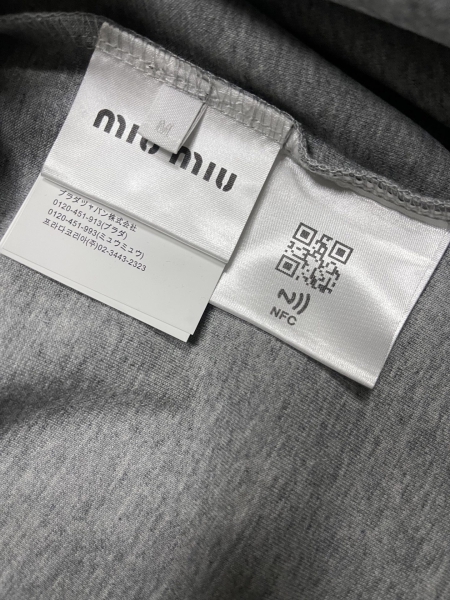 M
miu miu
プラダジャパン株式会社
0120-451-913(プラダ)
0120-451-993(ミュウミュウ)
프라다코리아(주)02-3443-2323
NFC